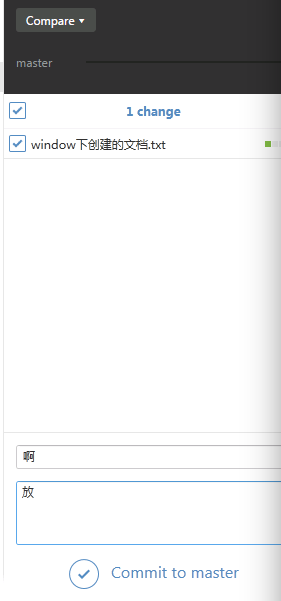 Compare
master
1 change
window下创建的文档.txt
啊
放
Commit to master